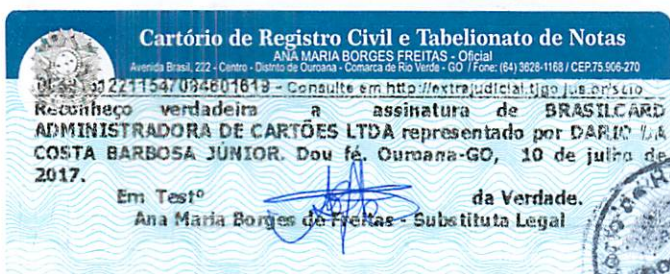 Cartório de Registro Civil e Tabelionato de Notas
ANA MARIA BORGES FREITAS - Oficial
Avenida Brasil, 222 - Centro - Distrito de Ouroana - Comarca de Rio Verde - GO / Fone: (64) 3628-1168 / CEP.75.906-270
- Consulte em http://extrajudicial.tjgo.jus.br/selo
Reconheço verdadeira a assinatura de BRASILCARD
ADMINISTRADORA DE CARTÕES LTDA representado por DARIO DA
COSTA BARBOSA JÚNIOR. Dou fé. Ouroana-GO, 10 de julho de
2017.
Em Testº da Verdade.
Ana Maria Borges de Freitas - Substituta Legal